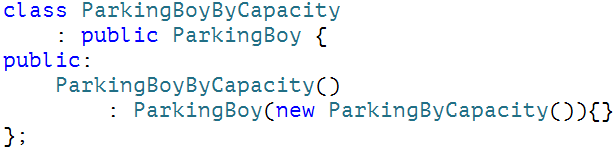 class ParkingBoyByCapacity
    : public ParkingBoy {
public:
    ParkingBoyByCapacity()
        : ParkingBoy(new ParkingByCapacity()){}
};